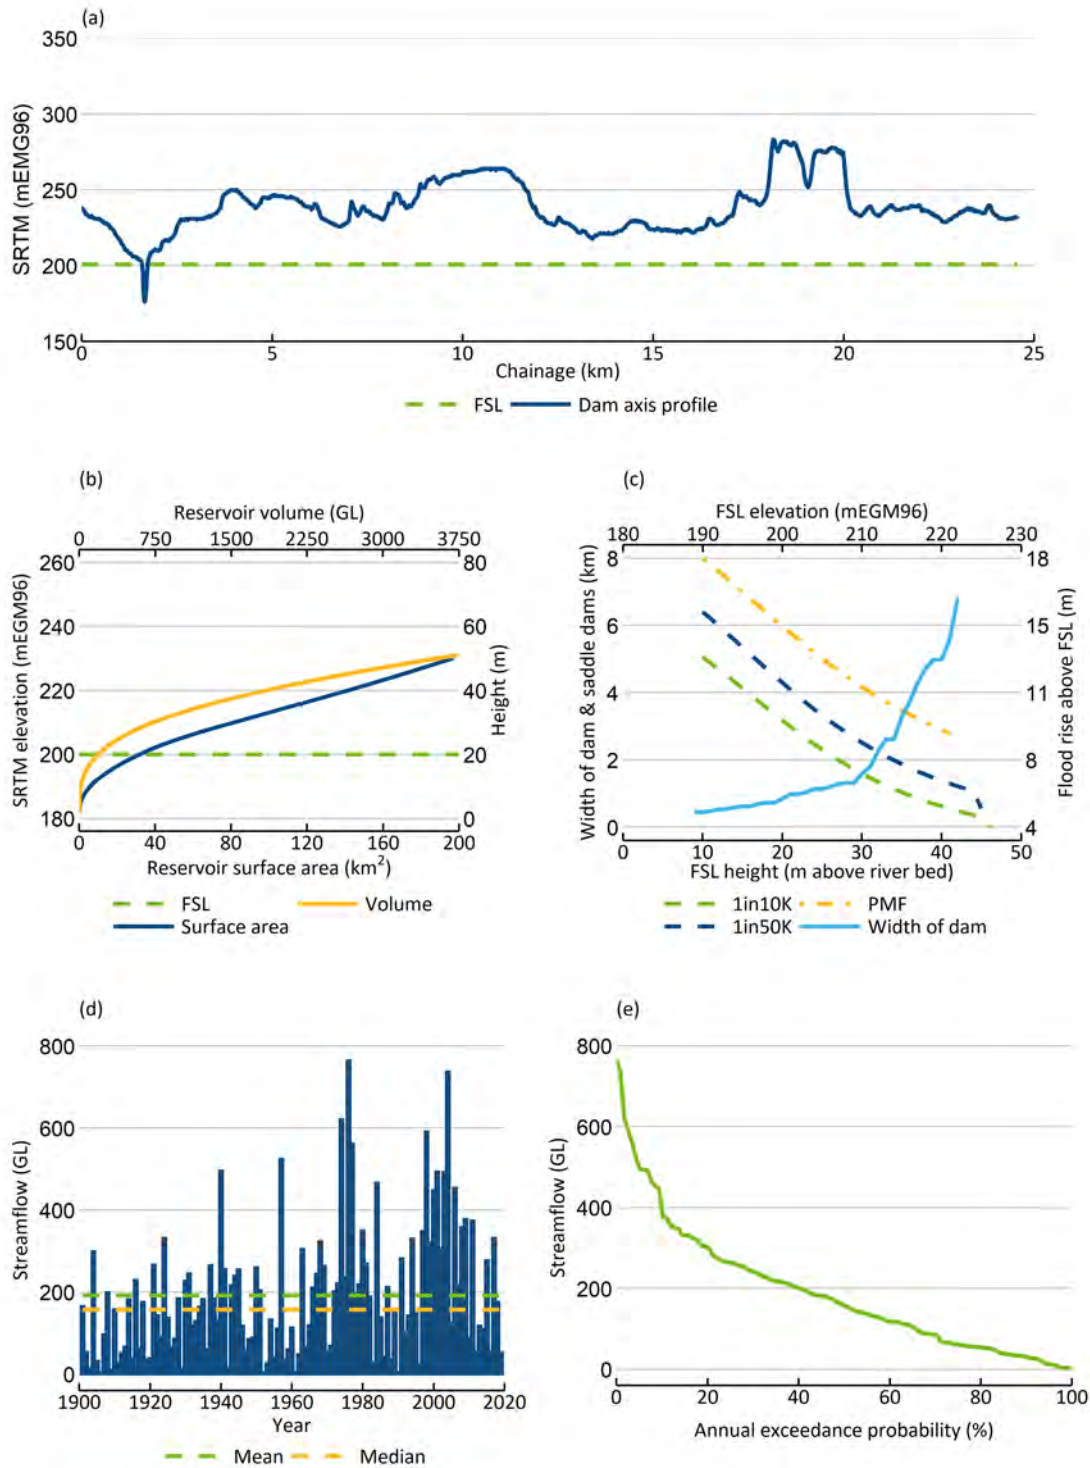 (a)
350
300
250
200
150
SRTM (mEMG96)
0 5 10 15 20 25
Chainage (km)
FSL Dam axis profile
(b)
Reservoir volume (GL)
0 750 1500 2250 3000 3750
260 80
240 60
220 40
200 20
180 0
SRTM elevation (mEGM96)
Height (m)
0 40 80 120 160 200
Reservoir surface area (km²)
FSL Volume
Surface area
(c)
FSL elevation (mEGM96)
180 190 200 210 220 230
8 18
6 15
4 11
2 8
0 4
Width of dam & saddle dams (km)
Flood rise above FSL (m)
0 10 20 30 40 50
FSL height (m above river bed)
1in10K PMF
1in50K Width of dam
(d)
800
600
400
200
0
Streamflow (GL)
1900 1920 1940 1960 1980 2000 2020
Year
Mean Median
(e)
800
600
400
200
0
Streamflow (GL)
0 20 40 60 80 100
Annual exceedance probability (%)